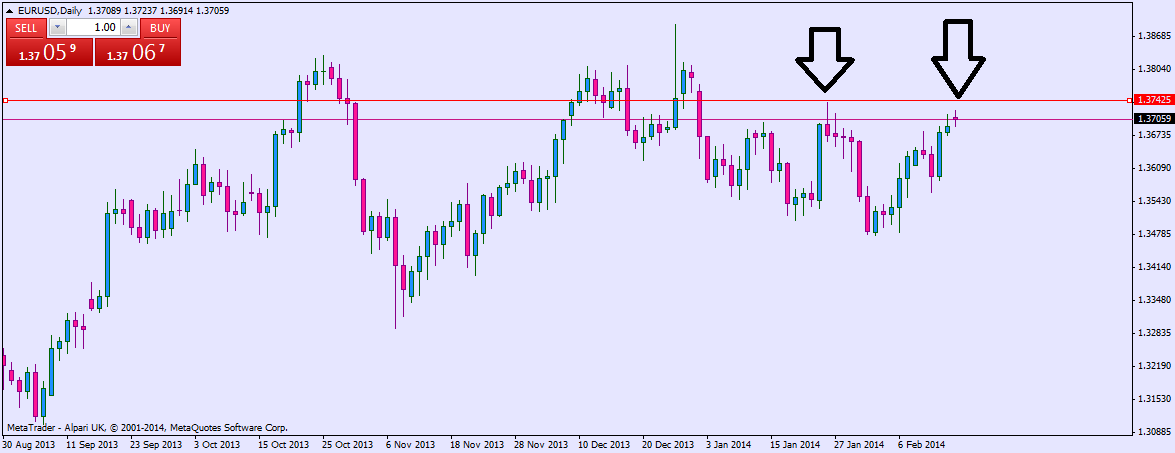 EURUSD,Daily 1.37089 1.37237 1.36914 1.37059
SELL 1.00 BUY
1.37 05 9 1.37 06 7
1.38685
1.38040
1.37425
1.37059
1.36735
1.36090
1.35430
1.34785
1.34140
1.33480
1.32835
1.32190
1.31530
1.30885
MetaTrader - Alpari UK, © 2001-2014, MetaQuotes Software Corp.
30 Aug 2013 11 Sep 2013 23 Sep 2013 3 Oct 2013 15 Oct 2013 25 Oct 2013 6 Nov 2013 18 Nov 2013 28 Nov 2013 10 Dec 2013 20 Dec 2013 3 Jan 2014 15 Jan 2014 27 Jan 2014 6 Feb 2014